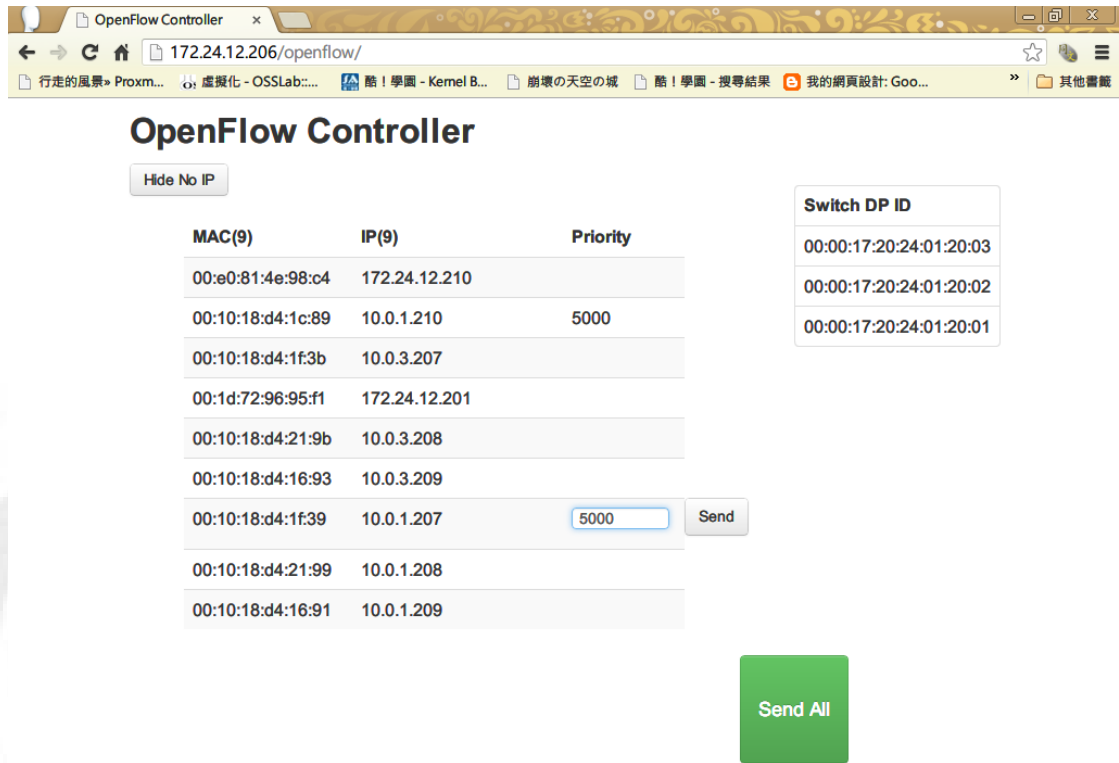 OpenFlow Controller
172.24.12.206/openflow/
行走的風景» Proxm... 虛擬化 - OSSLab::... 酷！學園 - Kernel B... 崩壞の天空の城 酷！學園 - 搜尋結果 我的網頁設計: Goo... » 其他書籤
OpenFlow Controller
Hide No IP
MAC(9) IP(9) Priority
00:e0:81:4e:98:c4 172.24.12.210
00:10:18:d4:1c:89 10.0.1.210 5000
00:10:18:d4:1f:3b 10.0.3.207
00:1d:72:96:95:f1 172.24.12.201
00:10:18:d4:21:9b 10.0.3.208
00:10:18:d4:16:93 10.0.3.209
00:10:18:d4:1f:39 10.0.1.207 5000 Send
00:10:18:d4:21:99 10.0.1.208
00:10:18:d4:16:91 10.0.1.209
Switch DP ID
00:00:17:20:24:01:20:03
00:00:17:20:24:01:20:02
00:00:17:20:24:01:20:01
Send All